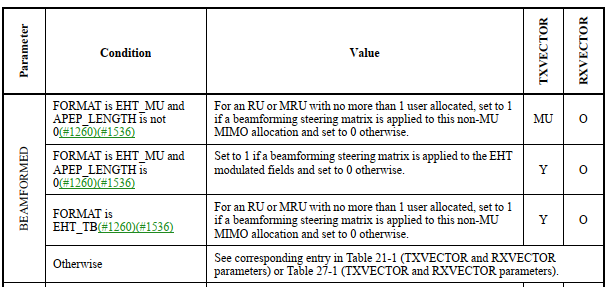 Parameter
Condition
Value
TXVECTOR
RXVECTOR
BEAMFORMED
FORMAT is EHT_MU and
APEP_LENGTH is not
0(#1260)(#1536)
For an RU or MRU with no more than 1 user allocated, set to 1
if a beamforming steering matrix is applied to this non-MU
MIMO allocation and set to 0 otherwise.
MU
O
FORMAT is EHT_MU and
APEP_LENGTH is
0(#1260)(#1536)
Set to 1 if a beamforming steering matrix is applied to the EHT
modulated fields and set to 0 otherwise.
Y
O
FORMAT is
EHT_TB(#1260)(#1536)
For an RU or MRU with no more than 1 user allocated, set to 1
if a beamforming steering matrix is applied to this non-MU
MIMO allocation and set to 0 otherwise.
Y
O
Otherwise
See corresponding entry in Table 21-1 (TXVECTOR and RXVECTOR
parameters) or Table 27-1 (TXVECTOR and RXVECTOR parameters).